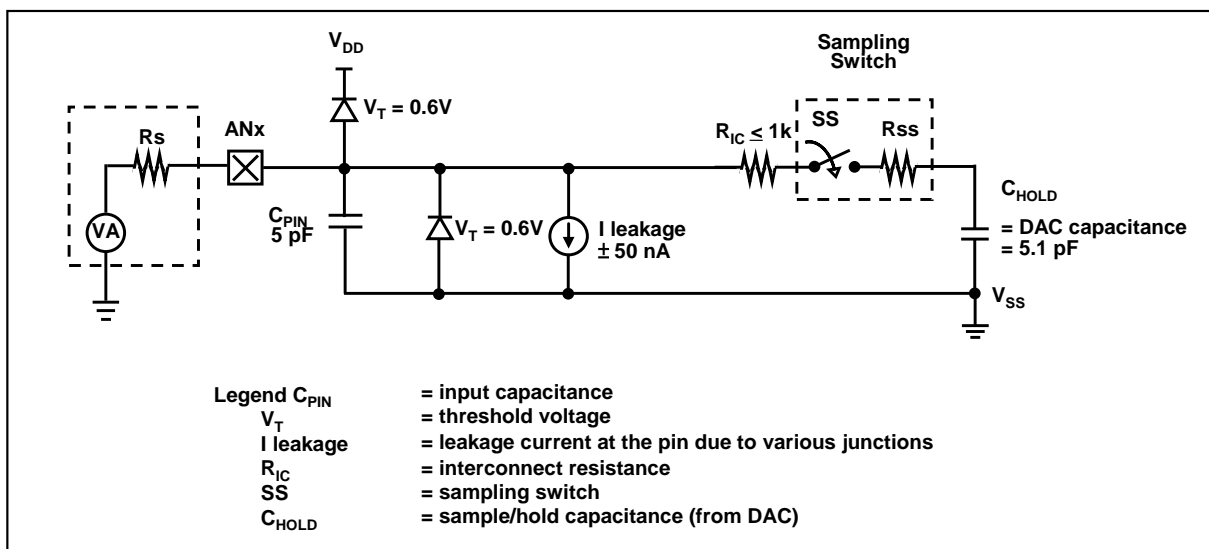 V_DD
Sampling
Switch
V_T = 0.6V
Rs
ANx
R_IC ≤ 1k
SS
Rss
VA
C_PIN
5 pF
V_T = 0.6V
I leakage
± 50 nA
C_HOLD
= DAC capacitance
= 5.1 pF
V_SS
Legend C_PIN = input capacitance
V_T = threshold voltage
I leakage = leakage current at the pin due to various junctions
R_IC = interconnect resistance
SS = sampling switch
C_HOLD = sample/hold capacitance (from DAC)